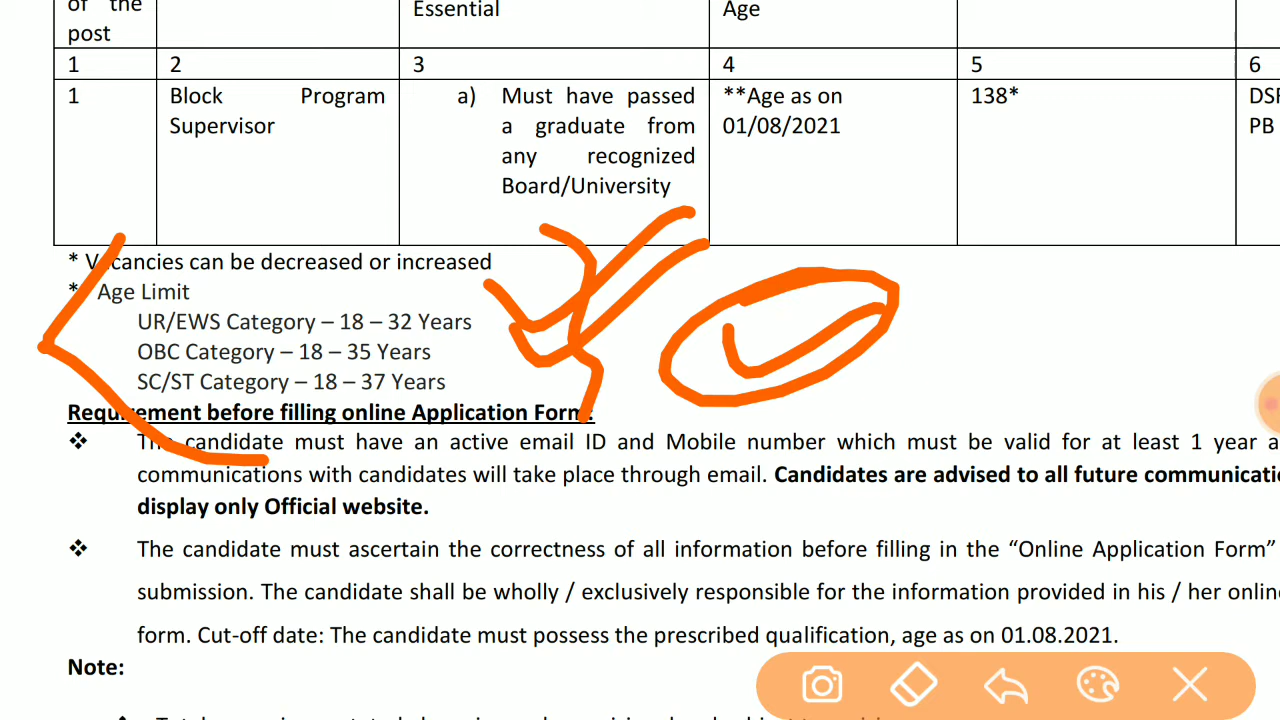 of the
post
Essential
Age
1 2 3 4 5 6
1 Block Program a) Must have passed **Age as on 138* DSF
Supervisor a graduate from 01/08/2021 PB
any recognized
Board/University
* Vacancies can be decreased or increased
* Age Limit
UR/EWS Category – 18 – 32 Years
OBC Category – 18 – 35 Years
SC/ST Category – 18 – 37 Years
Requirement before filling online Application Form:
❖ The candidate must have an active email ID and Mobile number which must be valid for at least 1 year a
communications with candidates will take place through email. Candidates are advised to all future communicati
display only Official website.
❖ The candidate must ascertain the correctness of all information before filling in the “Online Application Form”
submission. The candidate shall be wholly / exclusively responsible for the information provided in his / her onlin
form. Cut-off date: The candidate must possess the prescribed qualification, age as on 01.08.2021.
Note: